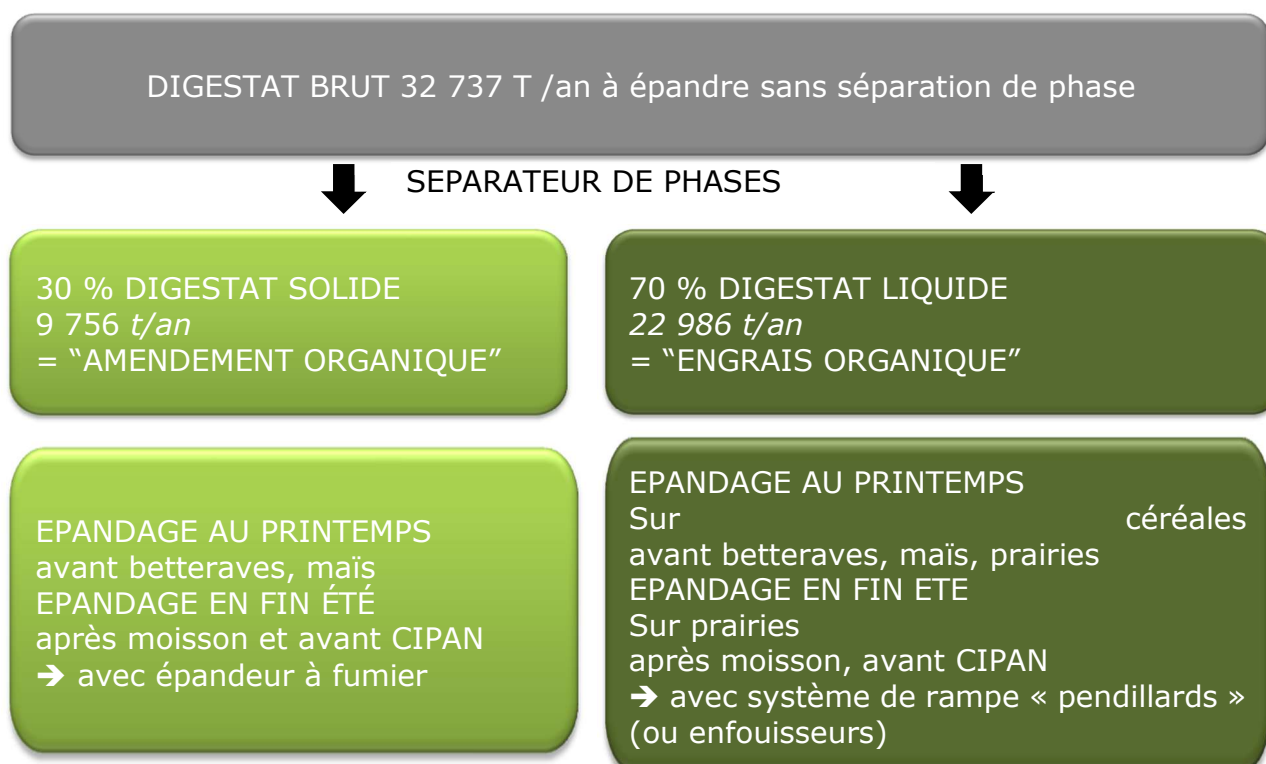 DIGESTAT BRUT 32 737 T /an à épandre sans séparation de phase
SEPARATEUR DE PHASES
30 % DIGESTAT SOLIDE
9 756 t/an
= “AMENDEMENT ORGANIQUE”
70 % DIGESTAT LIQUIDE
22 986 t/an
= “ENGRAIS ORGANIQUE”
EPANDAGE AU PRINTEMPS
avant betteraves, maïs
EPANDAGE EN FIN ÉTÉ
après moisson et avant CIPAN
➔ avec épandeur à fumier
EPANDAGE AU PRINTEMPS
Sur céréales
avant betteraves, maïs, prairies
EPANDAGE EN FIN ETE
Sur prairies
après moisson, avant CIPAN
➔ avec système de rampe « pendillards »
(ou enfouisseurs)